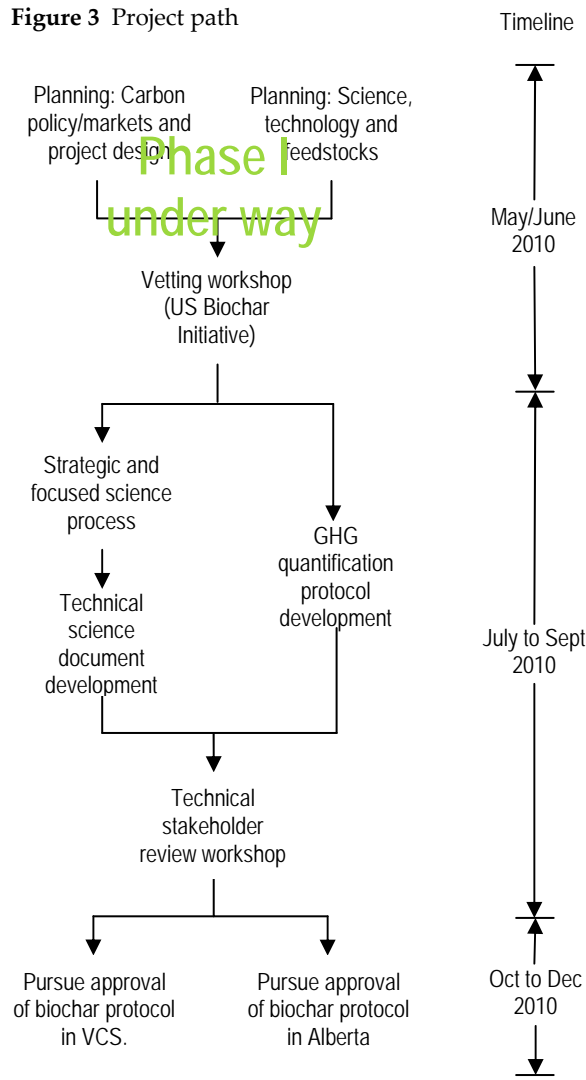 Figure 3 Project path
Timeline
Planning: Carbon
policy/markets and
project design
Planning: Science,
technology and
feedstocks
Phase I
under way
May/June
2010
Vetting workshop
(US Biochar
Initiative)
Strategic and
focused science
process
GHG
quantification
protocol
development
Technical
science
document
development
July to Sept
2010
Technical
stakeholder
review workshop
Pursue approval
of biochar protocol
in VCS.
Pursue approval
of biochar protocol
in Alberta
Oct to Dec
2010